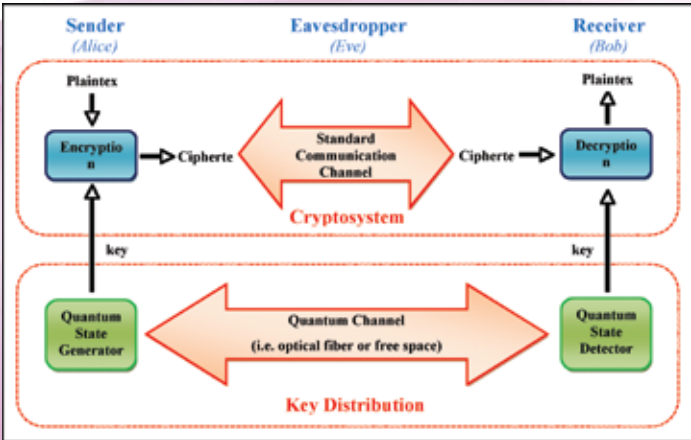 Sender
(Alice)
Eavesdropper
(Eve)
Receiver
(Bob)
Plaintex
Plaintex
Encryptio
n
Cipherte
Standard
Communication
Channel
Cipherte
Decryptio
n
Cryptosystem
key
key
Quantum
State
Generator
Quantum Channel
(i.e. optical fiber or free space)
Quantum
State
Detector
Key Distribution